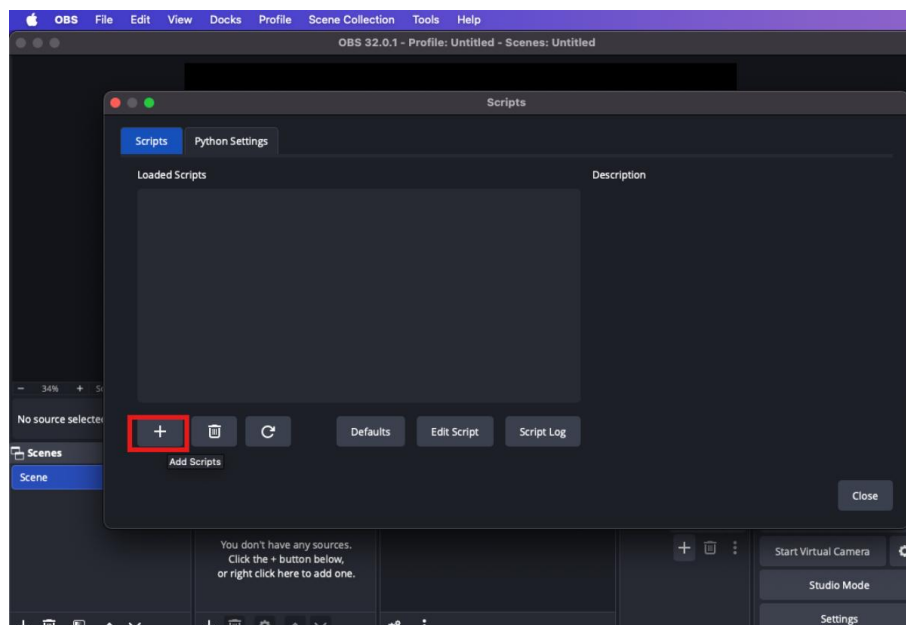 OBS File Edit View Docks Profile Scene Collection Tools Help
OBS 32.0.1 - Profile: Untitled - Scenes: Untitled
Scripts
Scripts Python Settings
Loaded Scripts Description
34%
No source selected
Defaults Edit Script Script Log
Add Scripts
Scenes
Scene
Close
You don't have any sources.
Click the + button below,
or right click here to add one.
Start Virtual Camera
Studio Mode
Settings